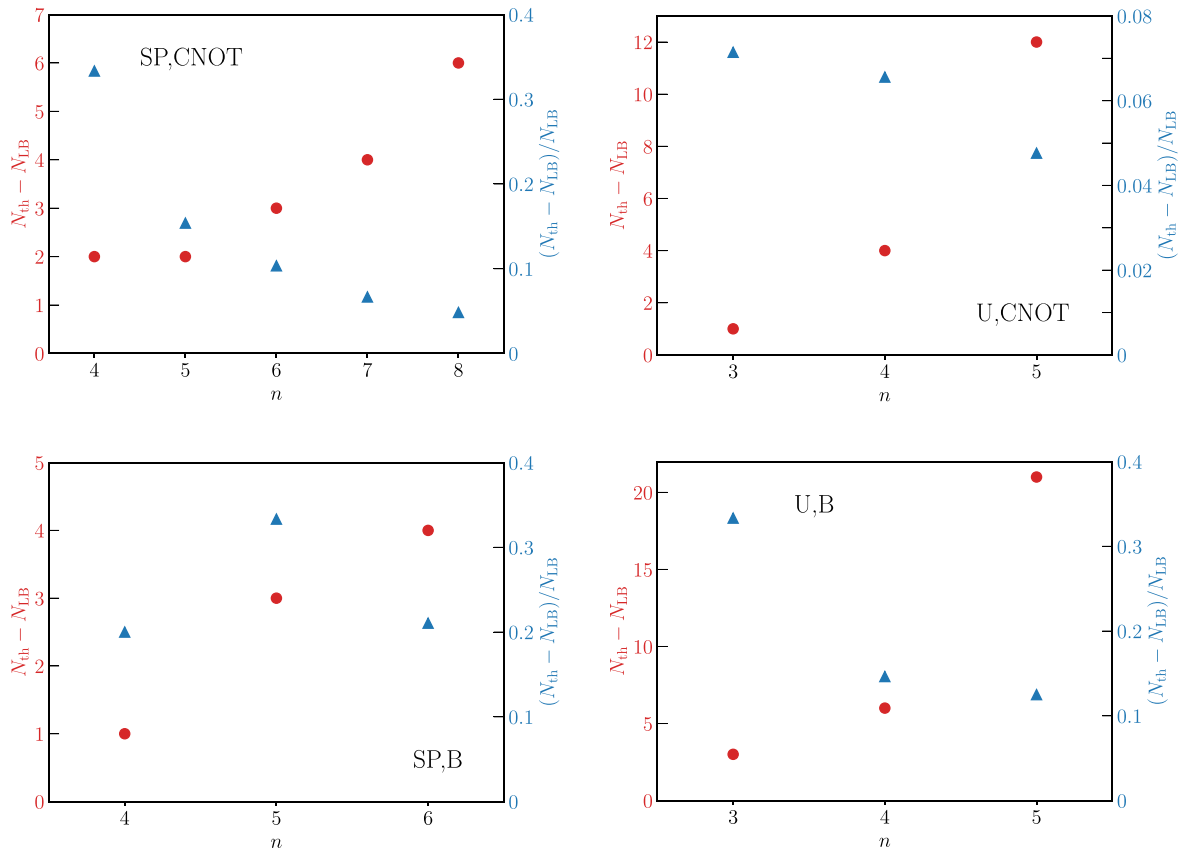 7
6
5
4
3
2
1
0
N_th − N_LB
SP,CNOT
0.4
0.3
0.2
0.1
0
(N_th − N_LB)/N_LB
4 5 6 7 8
n
12
10
8
6
4
2
0
N_th − N_LB
U,CNOT
0.08
0.06
0.04
0.02
0
(N_th − N_LB)/N_LB
3 4 5
n
5
4
3
2
1
0
N_th − N_LB
SP,B
0.4
0.3
0.2
0.1
0
(N_th − N_LB)/N_LB
4 5 6
n
20
15
10
5
0
N_th − N_LB
U,B
0.4
0.3
0.2
0.1
0
(N_th − N_LB)/N_LB
3 4 5
n